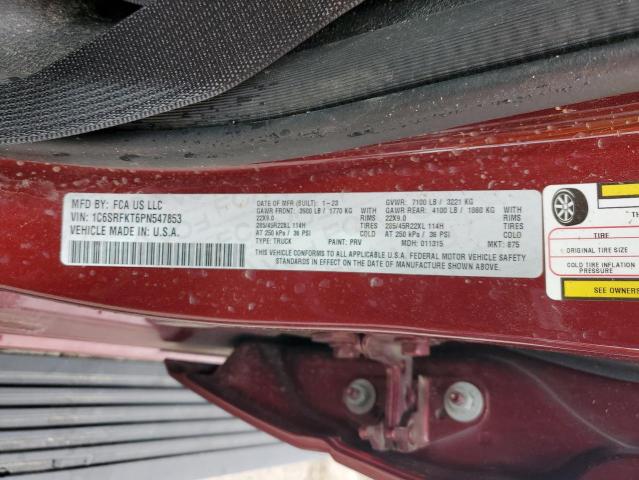 MFD BY: FCA US LLC
VIN: 1C6SRFKT6PN547853
VEHICLE MADE IN U.S.A.
DATE OF MFR (BUILT): 1-23 GVWR: 7100 LB / 3221 KG
GAWR FRONT: 3900 LB / 1770 KG WITH GAWR REAR: 4100 LB / 1860 KG WITH
22X9.0 RIMS 22X9.0 RIMS
285/45R22XL 114H TIRES 285/45R22XL 114H TIRES
AT 250 kPa / 36 PSI COLD AT 250 kPa / 36 PSI COLD
TYPE: TRUCK PAINT: PRV MDH: 011315 MKT: 875
THIS VEHICLE CONFORMS TO ALL APPLICABLE U.S.A. FEDERAL MOTOR VEHICLE SAFETY
STANDARDS IN EFFECT ON THE DATE OF MANUFACTURE SHOWN ABOVE.
TIRE
ORIGINAL TIRE SIZE
COLD TIRE INFLATION
PRESSURE
SEE OWNER